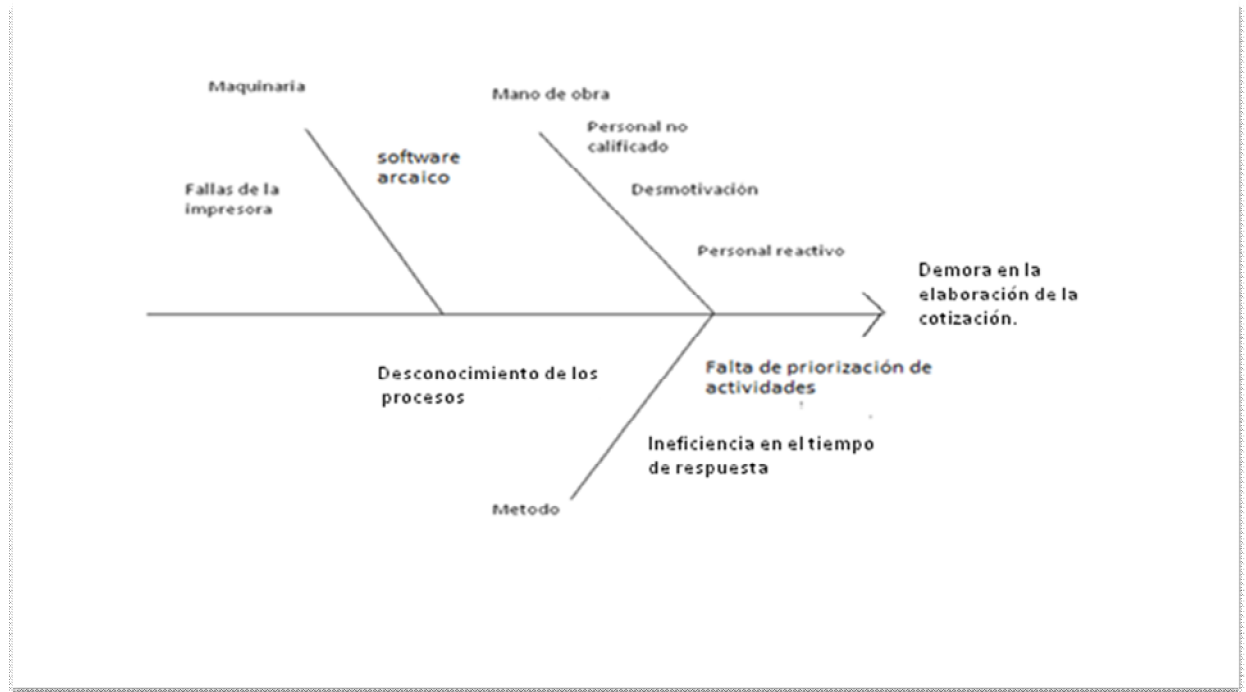 Maquinaria
Mano de obra
Personal no
calificado
software
arcaico
Fallas de la
impresora
Desmotivación
Personal reactivo
Demora en la
elaboración de la
cotización.
Desconocimiento de los
procesos
Falta de priorización de
actividades
Ineficiencia en el tiempo
de respuesta
Metodo